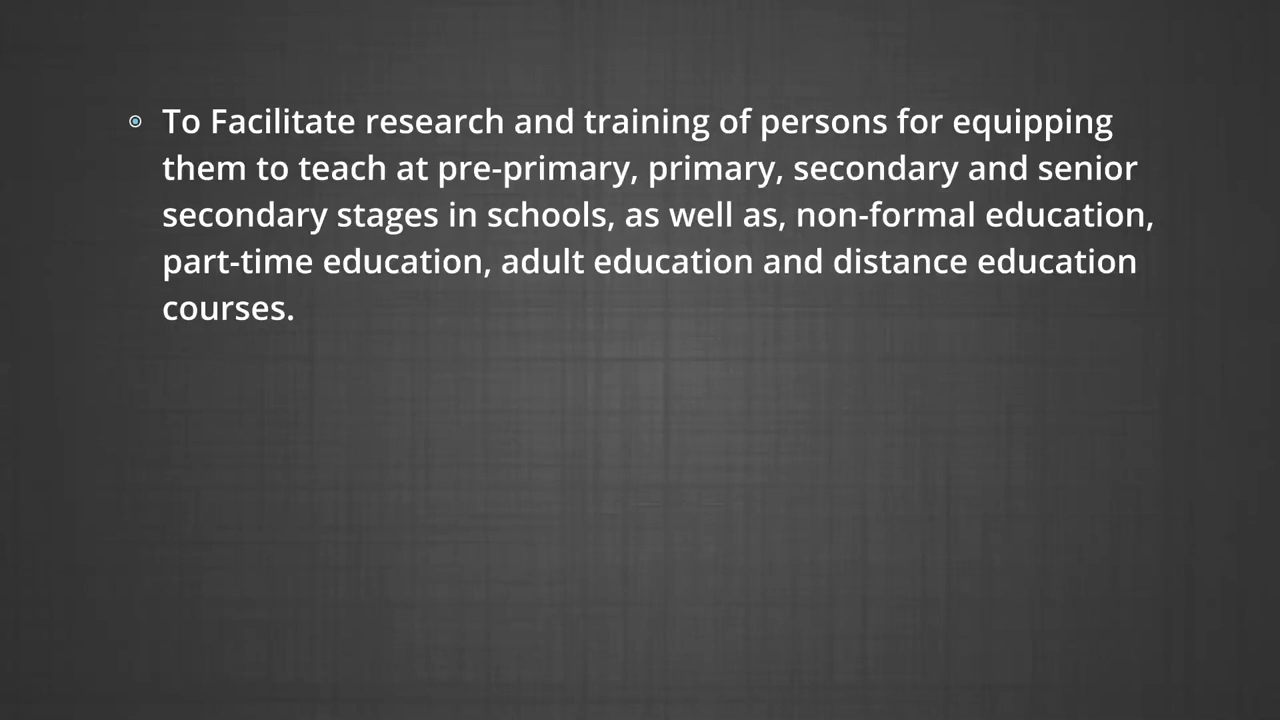 To Facilitate research and training of persons for equipping
them to teach at pre-primary, primary, secondary and senior
secondary stages in schools, as well as, non-formal education,
part-time education, adult education and distance education
courses.